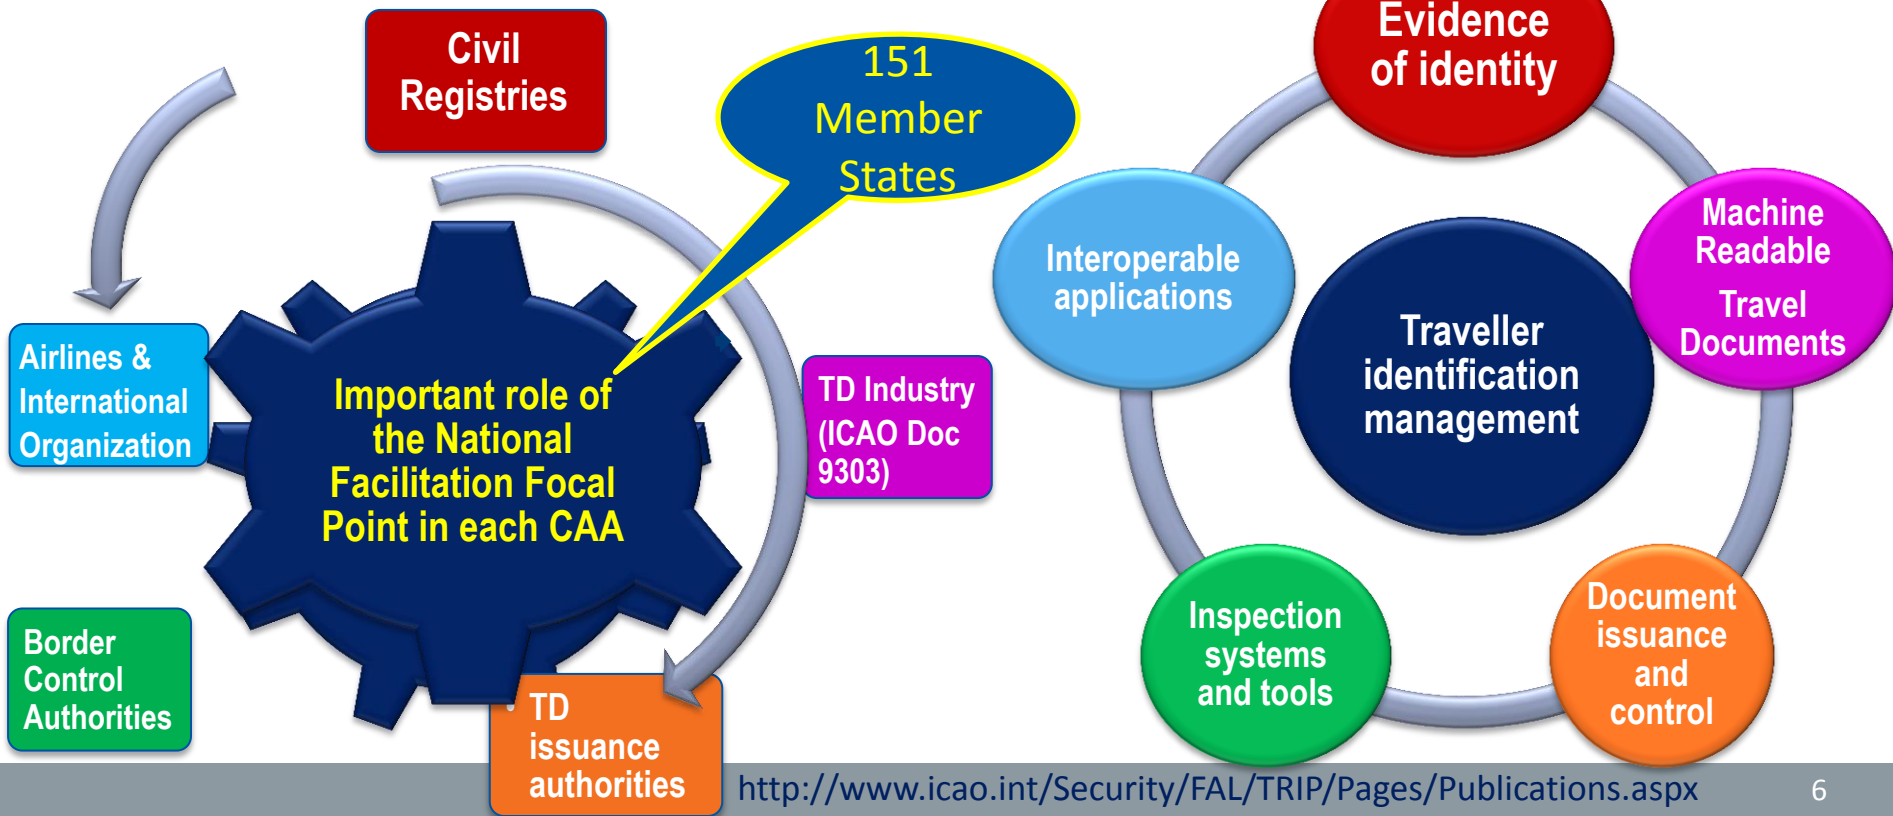 Civil
Registries
151
Member
States
Airlines &
International
Organization
Important role of
the National
Facilitation Focal
Point in each CAA
TD Industry
(ICAO Doc
9303)
Border
Control
Authorities
• TD
issuance
authorities
Evidence
of identity
Interoperable
applications
Machine
Readable
Travel
Documents
Traveller
identification
management
Inspection
systems
and tools
Document
issuance
and
control
http://www.icao.int/Security/FAL/TRIP/Pages/Publications.aspx
6